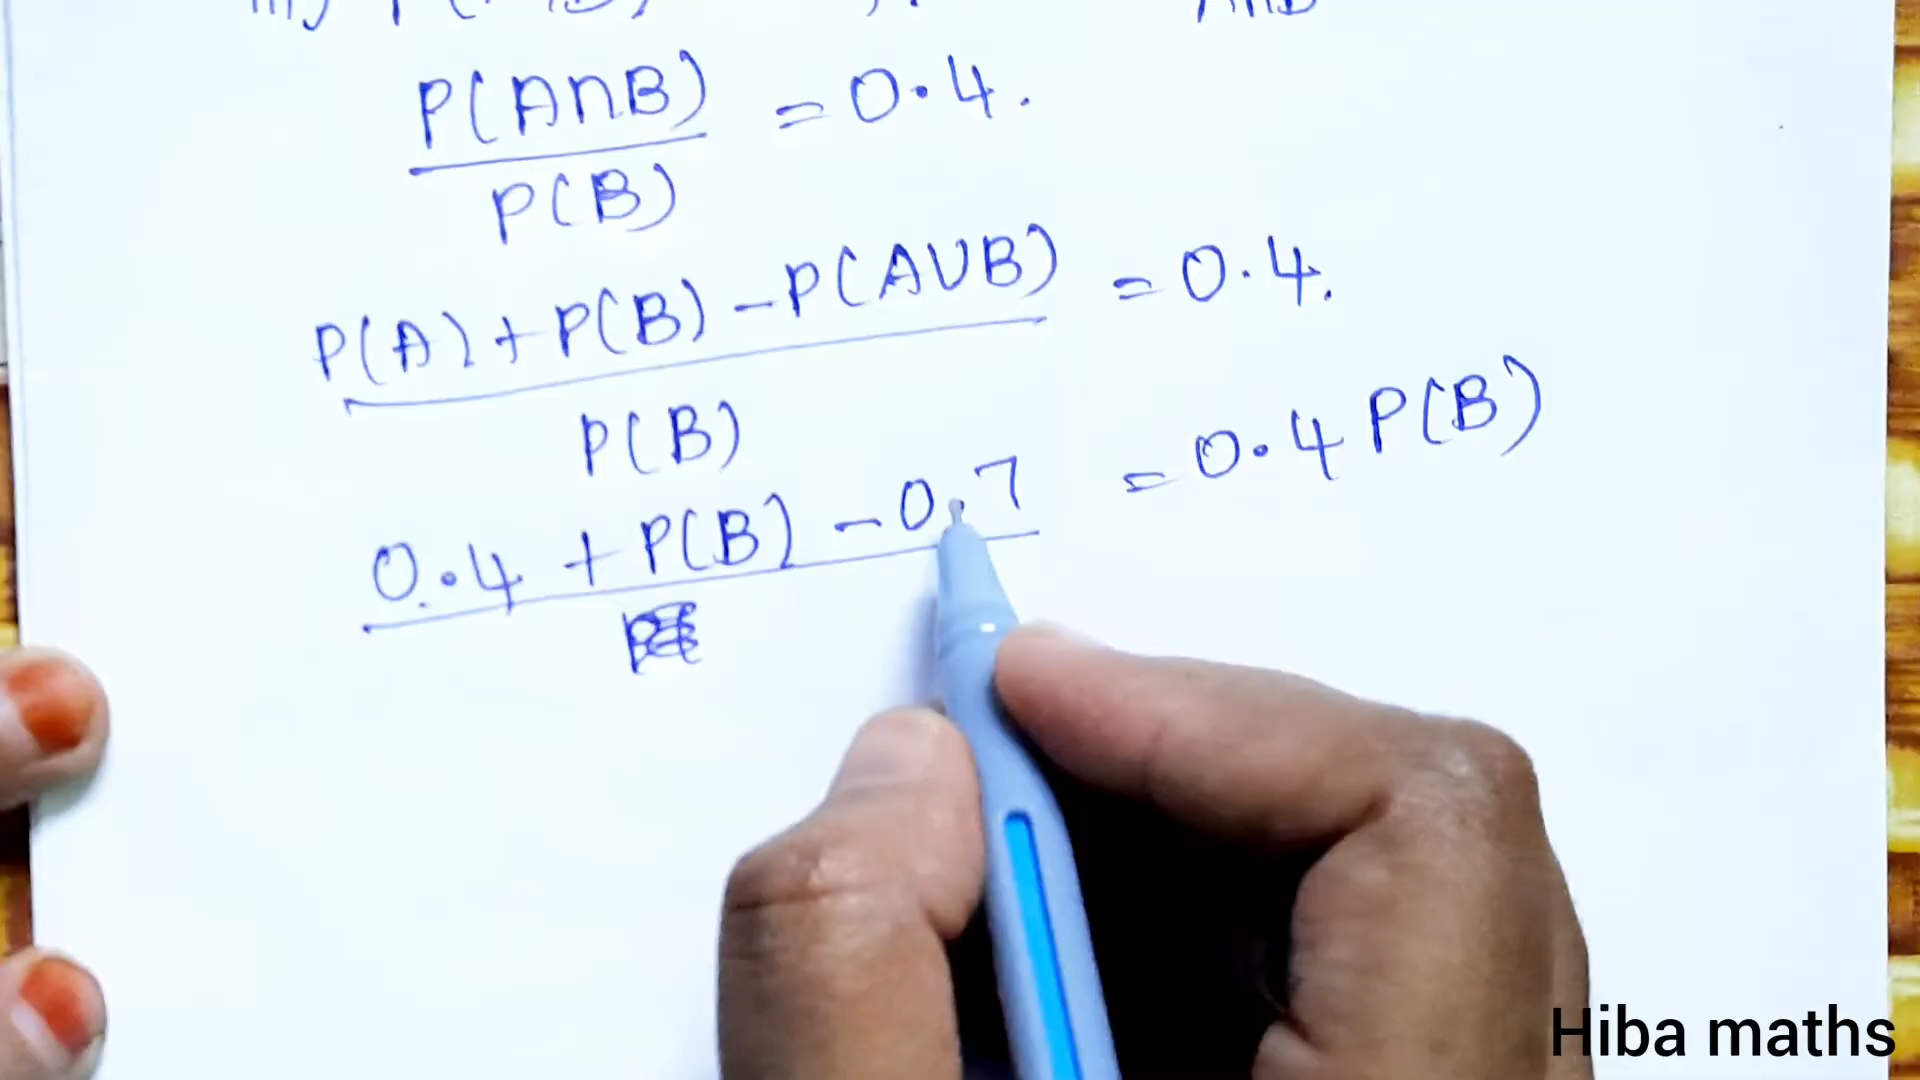 P(A∩B) / P(B) = 0.4.
P(A) + P(B) - P(A∪B) / P(B) = 0.4.
0.4 + P(B) - 0.7 = 0.4 P(B)
Hiba maths